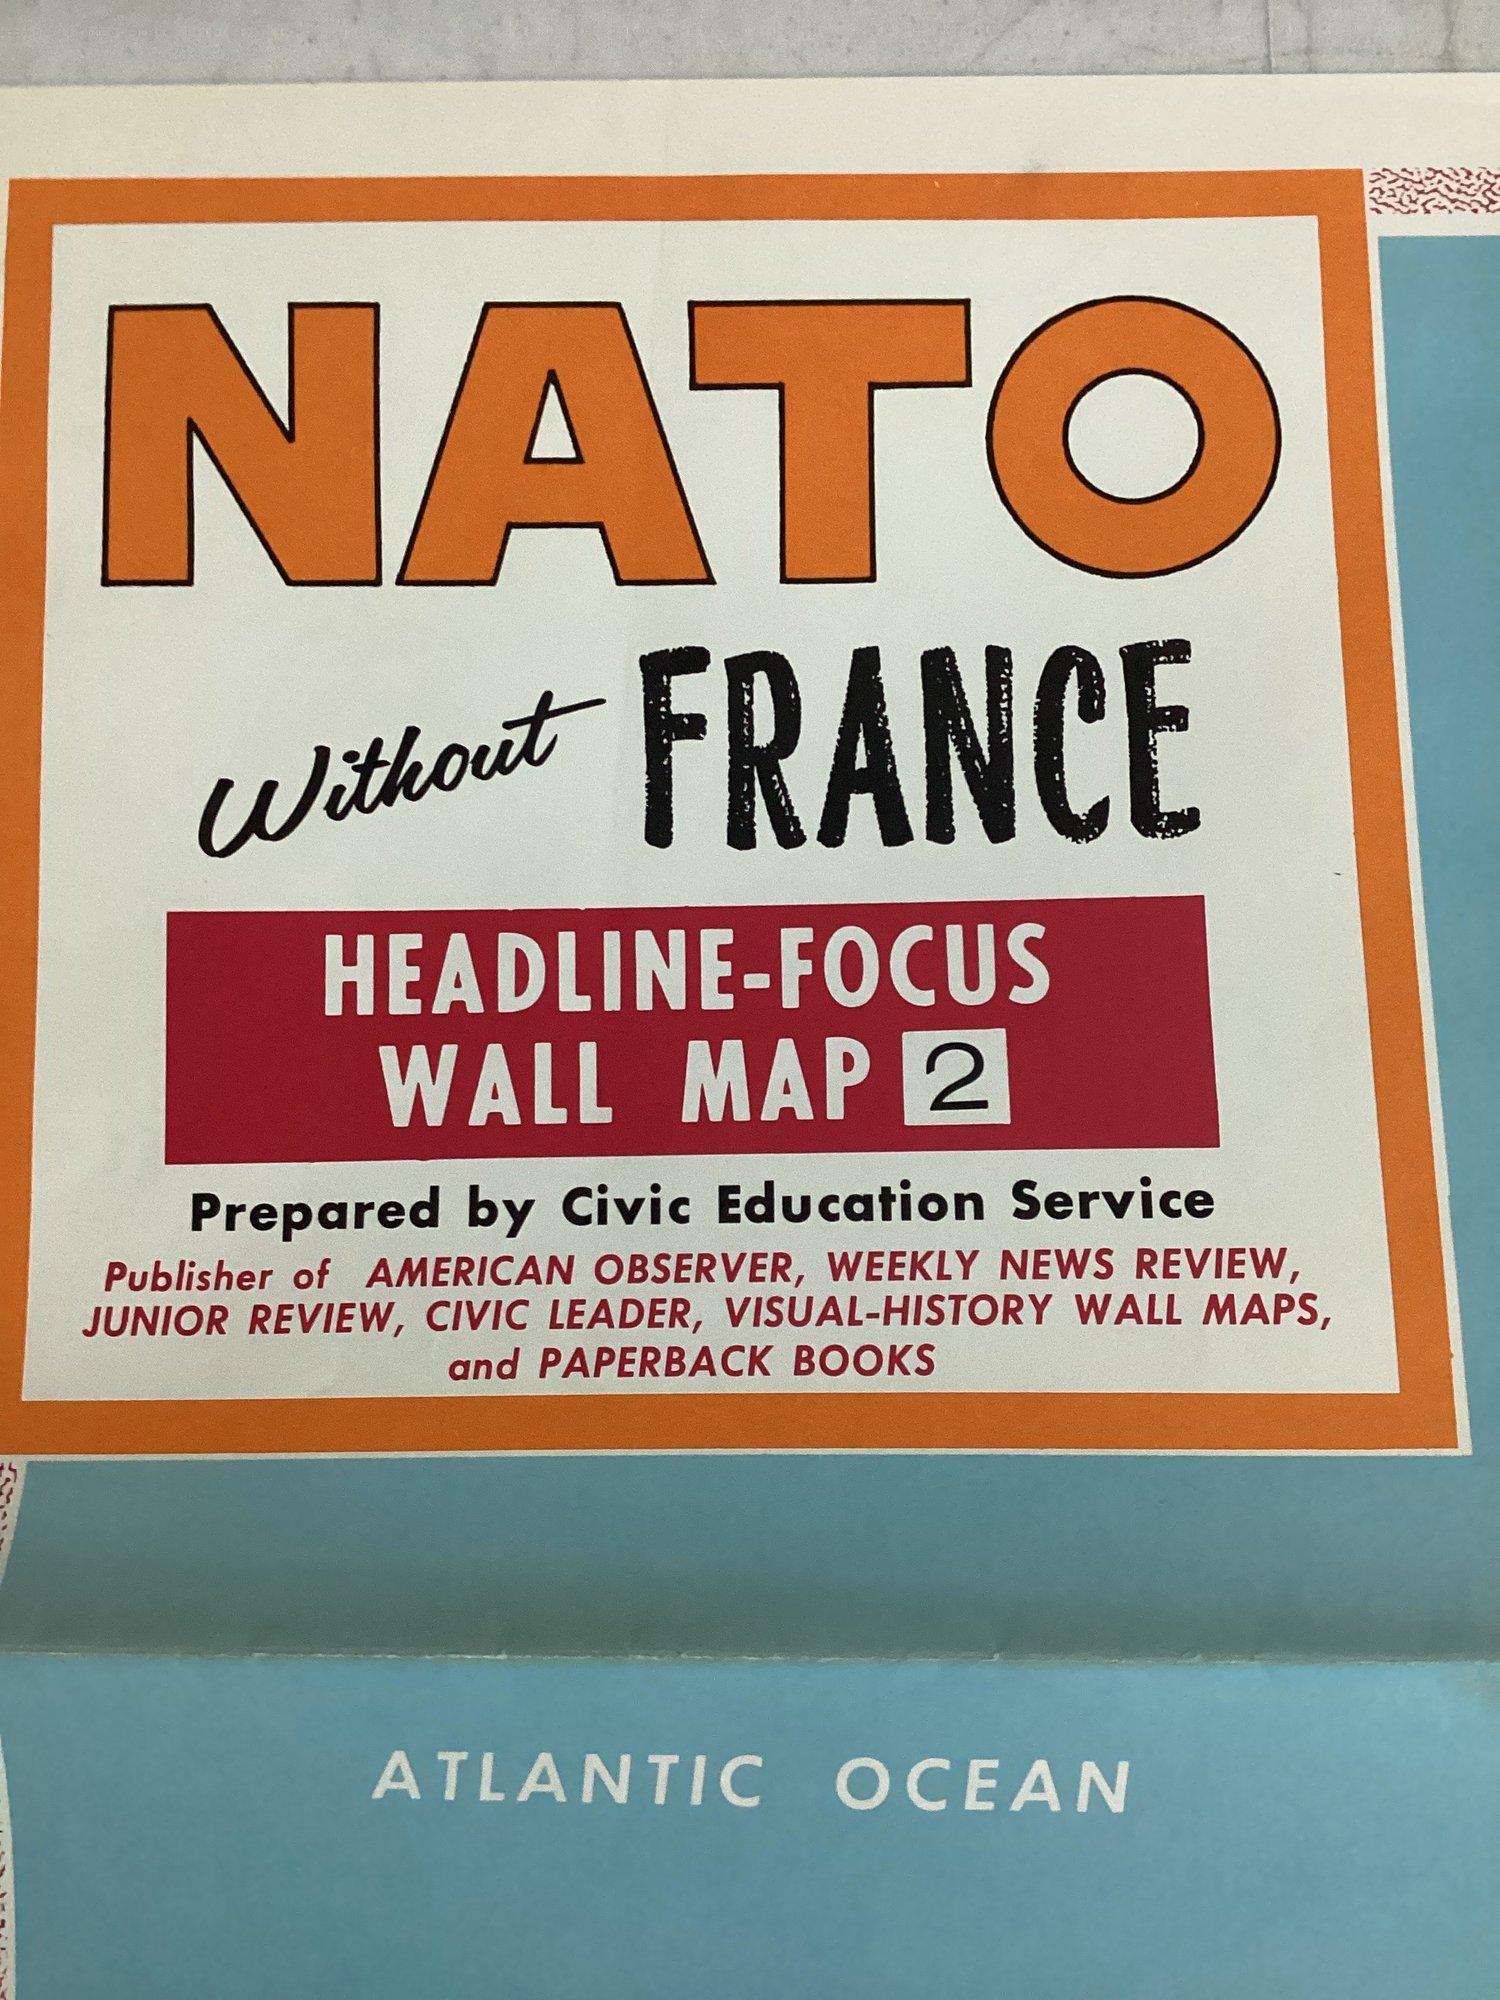 NATO
Without FRANCE
HEADLINE-FOCUS
WALL MAP 2
Prepared by Civic Education Service
Publisher of AMERICAN OBSERVER, WEEKLY NEWS REVIEW,
JUNIOR REVIEW, CIVIC LEADER, VISUAL-HISTORY WALL MAPS,
and PAPERBACK BOOKS
ATLANTIC OCEAN